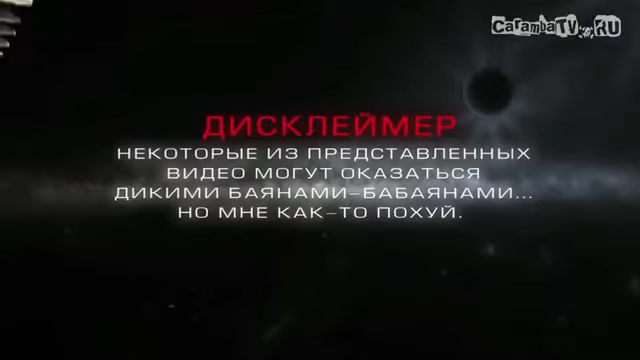 CarambaTV.RU
ДИСКЛЕЙМЕР
НЕКОТОРЫЕ ИЗ ПРЕДСТАВЛЕННЫХ
ВИДЕО МОГУТ ОКАЗАТЬСЯ
ДИКИМИ БАЯНАМИ-БАБАЯНАМИ...
НО МНЕ КАК-ТО ПОХУЙ.